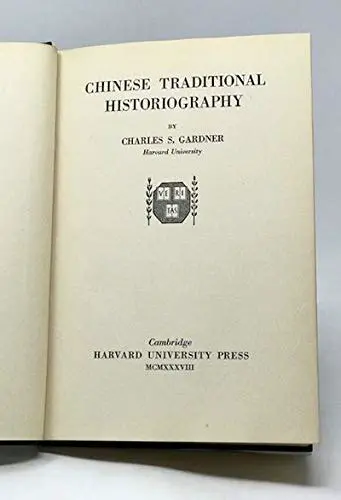 CHINESE TRADITIONAL
HISTORIOGRAPHY
BY
CHARLES S. GARDNER
Harvard University
VE RI
TAS
Cambridge
HARVARD UNIVERSITY PRESS
MCMXXXVIII